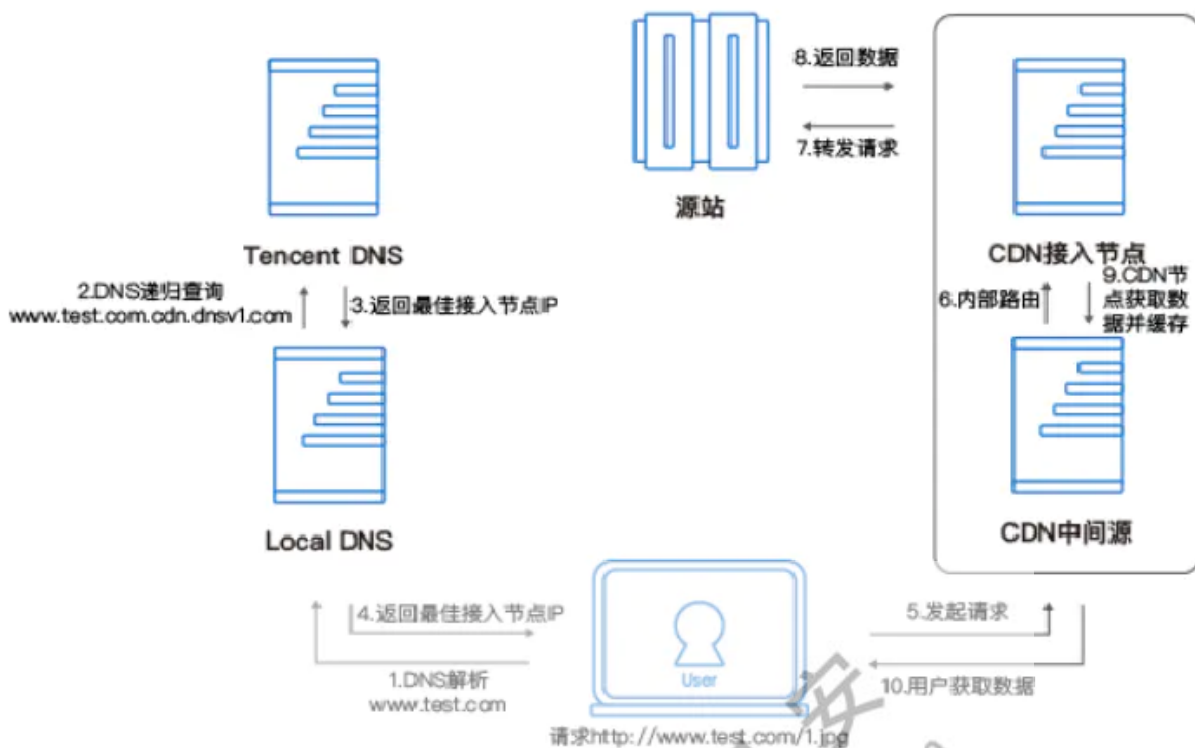 8.返回数据
7.转发请求
源站
Tencent DNS
CDN接入节点
2.DNS递归查询
www.test.com.cdn.dnsv1.com
3.返回最佳接入节点IP
6.内部路由
9.CDN节
点获取数
据并缓存
Local DNS
CDN中间源
4.返回最佳接入节点IP
5.发起请求
1.DNS解析
www.test.com
User
10.用户获取数据
请求http://www.test.com/1.jpg
安